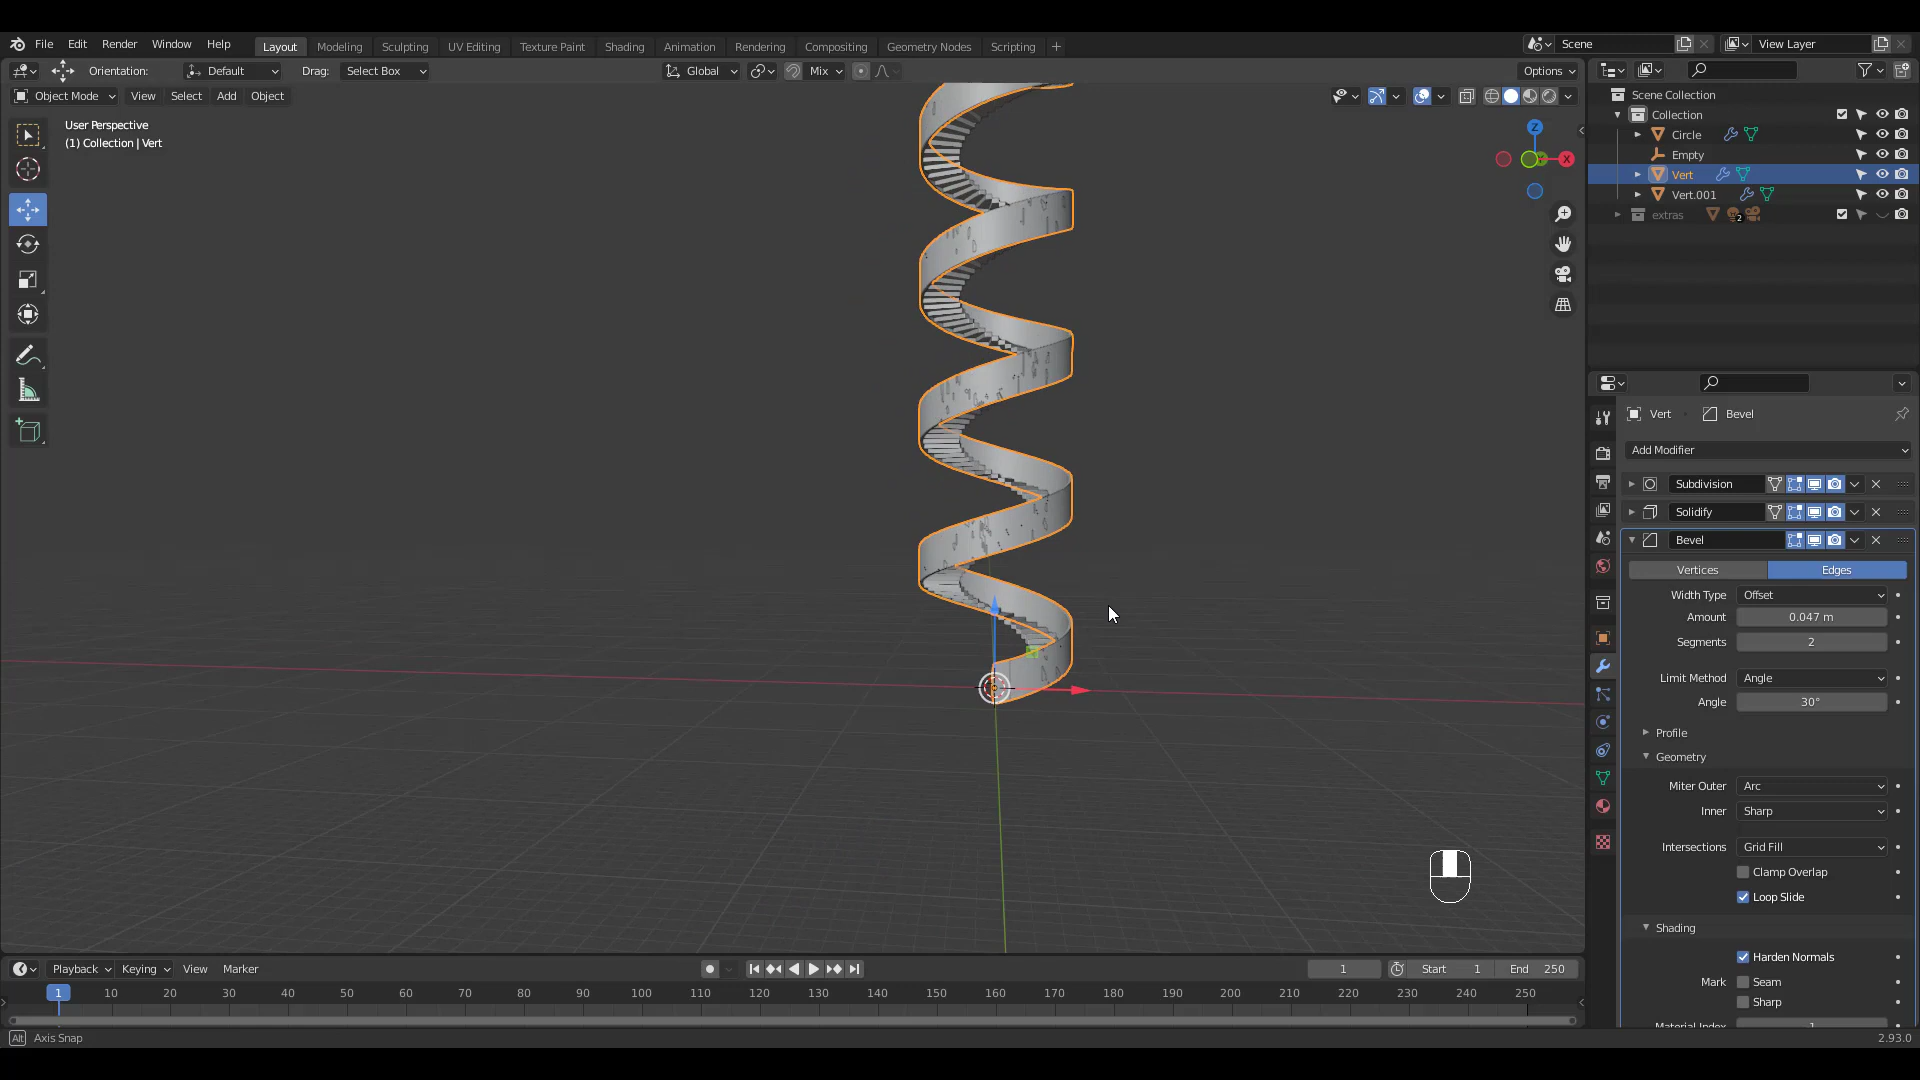 File Edit Render Window Help Layout Modeling Sculpting UV Editing Texture Paint Shading Animation Rendering Compositing Geometry Nodes Scripting + Scene View Layer
Orientation: Default Drag: Select Box Global Mix Options
Object Mode View Select Add Object
User Perspective
(1) Collection | Vert
Z
X
Scene Collection
Collection
Circle
Empty
Vert
Vert.001
extras 2
Vert Bevel
Add Modifier
Subdivision
Solidify
Bevel
Vertices Edges
Width Type Offset
Amount 0.047 m
Segments 2
Limit Method Angle
Angle 30°
Profile
Geometry
Miter Outer Arc
Inner Sharp
Intersections Grid Fill
Clamp Overlap
Loop Slide
Shading
Harden Normals
Mark Seam
Sharp
Material Index -1
Playback Keying View Marker 1 Start 1 End 250
1 10 20 30 40 50 60 70 80 90 100 110 120 130 140 150 160 170 180 190 200 210 220 230 240 250
Alt Axis Snap 2.93.0